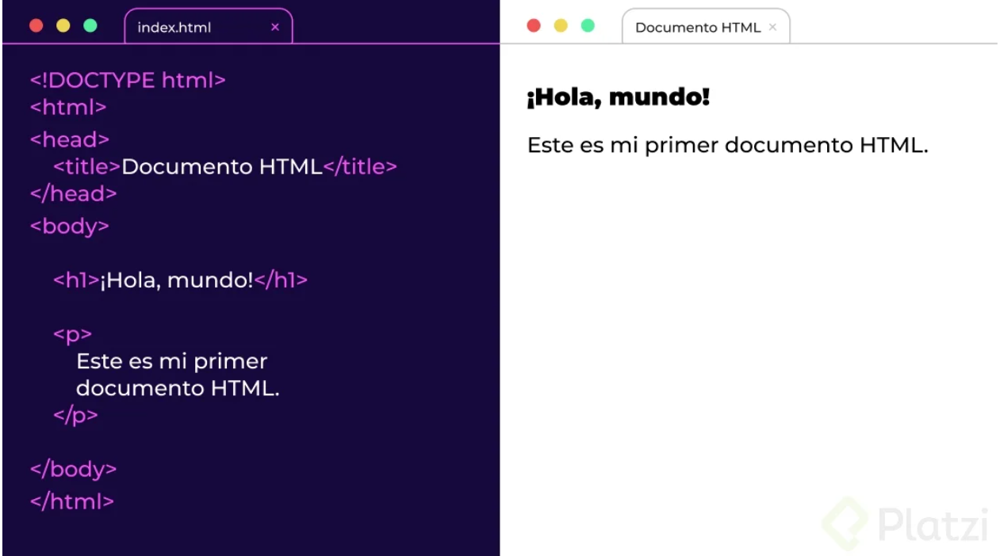 index.html ×
<!DOCTYPE html>
<html>
<head>
<title>Documento HTML</title>
</head>
<body>
<h1>¡Hola, mundo!</h1>
<p>
Este es mi primer
documento HTML.
</p>
</body>
</html>
Documento HTML ×
¡Hola, mundo!
Este es mi primer documento HTML.
Platzi